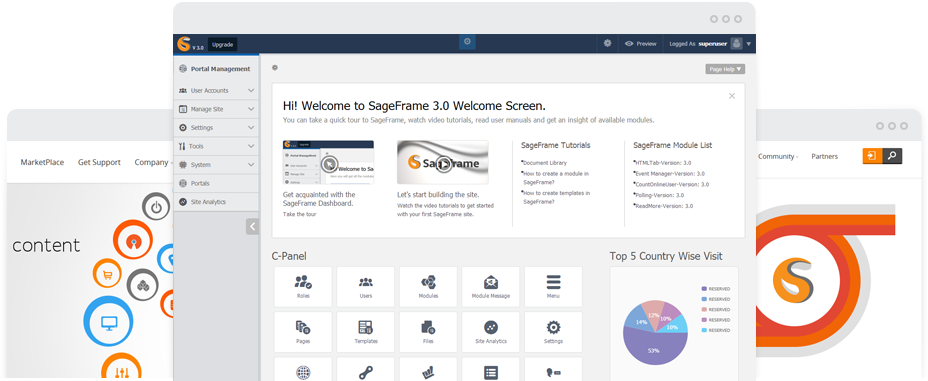 V 3.0
Upgrade
Preview
Logged As superuser
Portal Management
User Accounts
Manage Site
Settings
Tools
System
Portals
Site Analytics
Page Help
Hi! Welcome to SageFrame 3.0 Welcome Screen.
You can take a quick tour to SageFrame, watch video tutorials, read user manuals and get an insight of available modules.
Get acquainted with the
SageFrame Dashboard.
Take the tour
SageFrame
Let's start building the site.
Watch the video tutorials to get started
with your first SageFrame site.
SageFrame Tutorials
Document Library
How to create a module in
SageFrame?
How to create templates in
SageFrame?
SageFrame Module List
HTMLTab-Version: 3.0
Event Manager-Version: 3.0
CountOnlineUser-Version: 3.0
Polling-Version: 3.0
ReadMore-Version: 3.0
C-Panel
Roles
Users
Modules
Module Message
Menu
Pages
Templates
Files
Site Analytics
Settings
Top 5 Country Wise Visit
RESERVED
RESERVED
RESERVED
RESERVED
RESERVED
14%
12%
10%
10%
53%
MarketPlace
Get Support
Company
content
Community
Partners